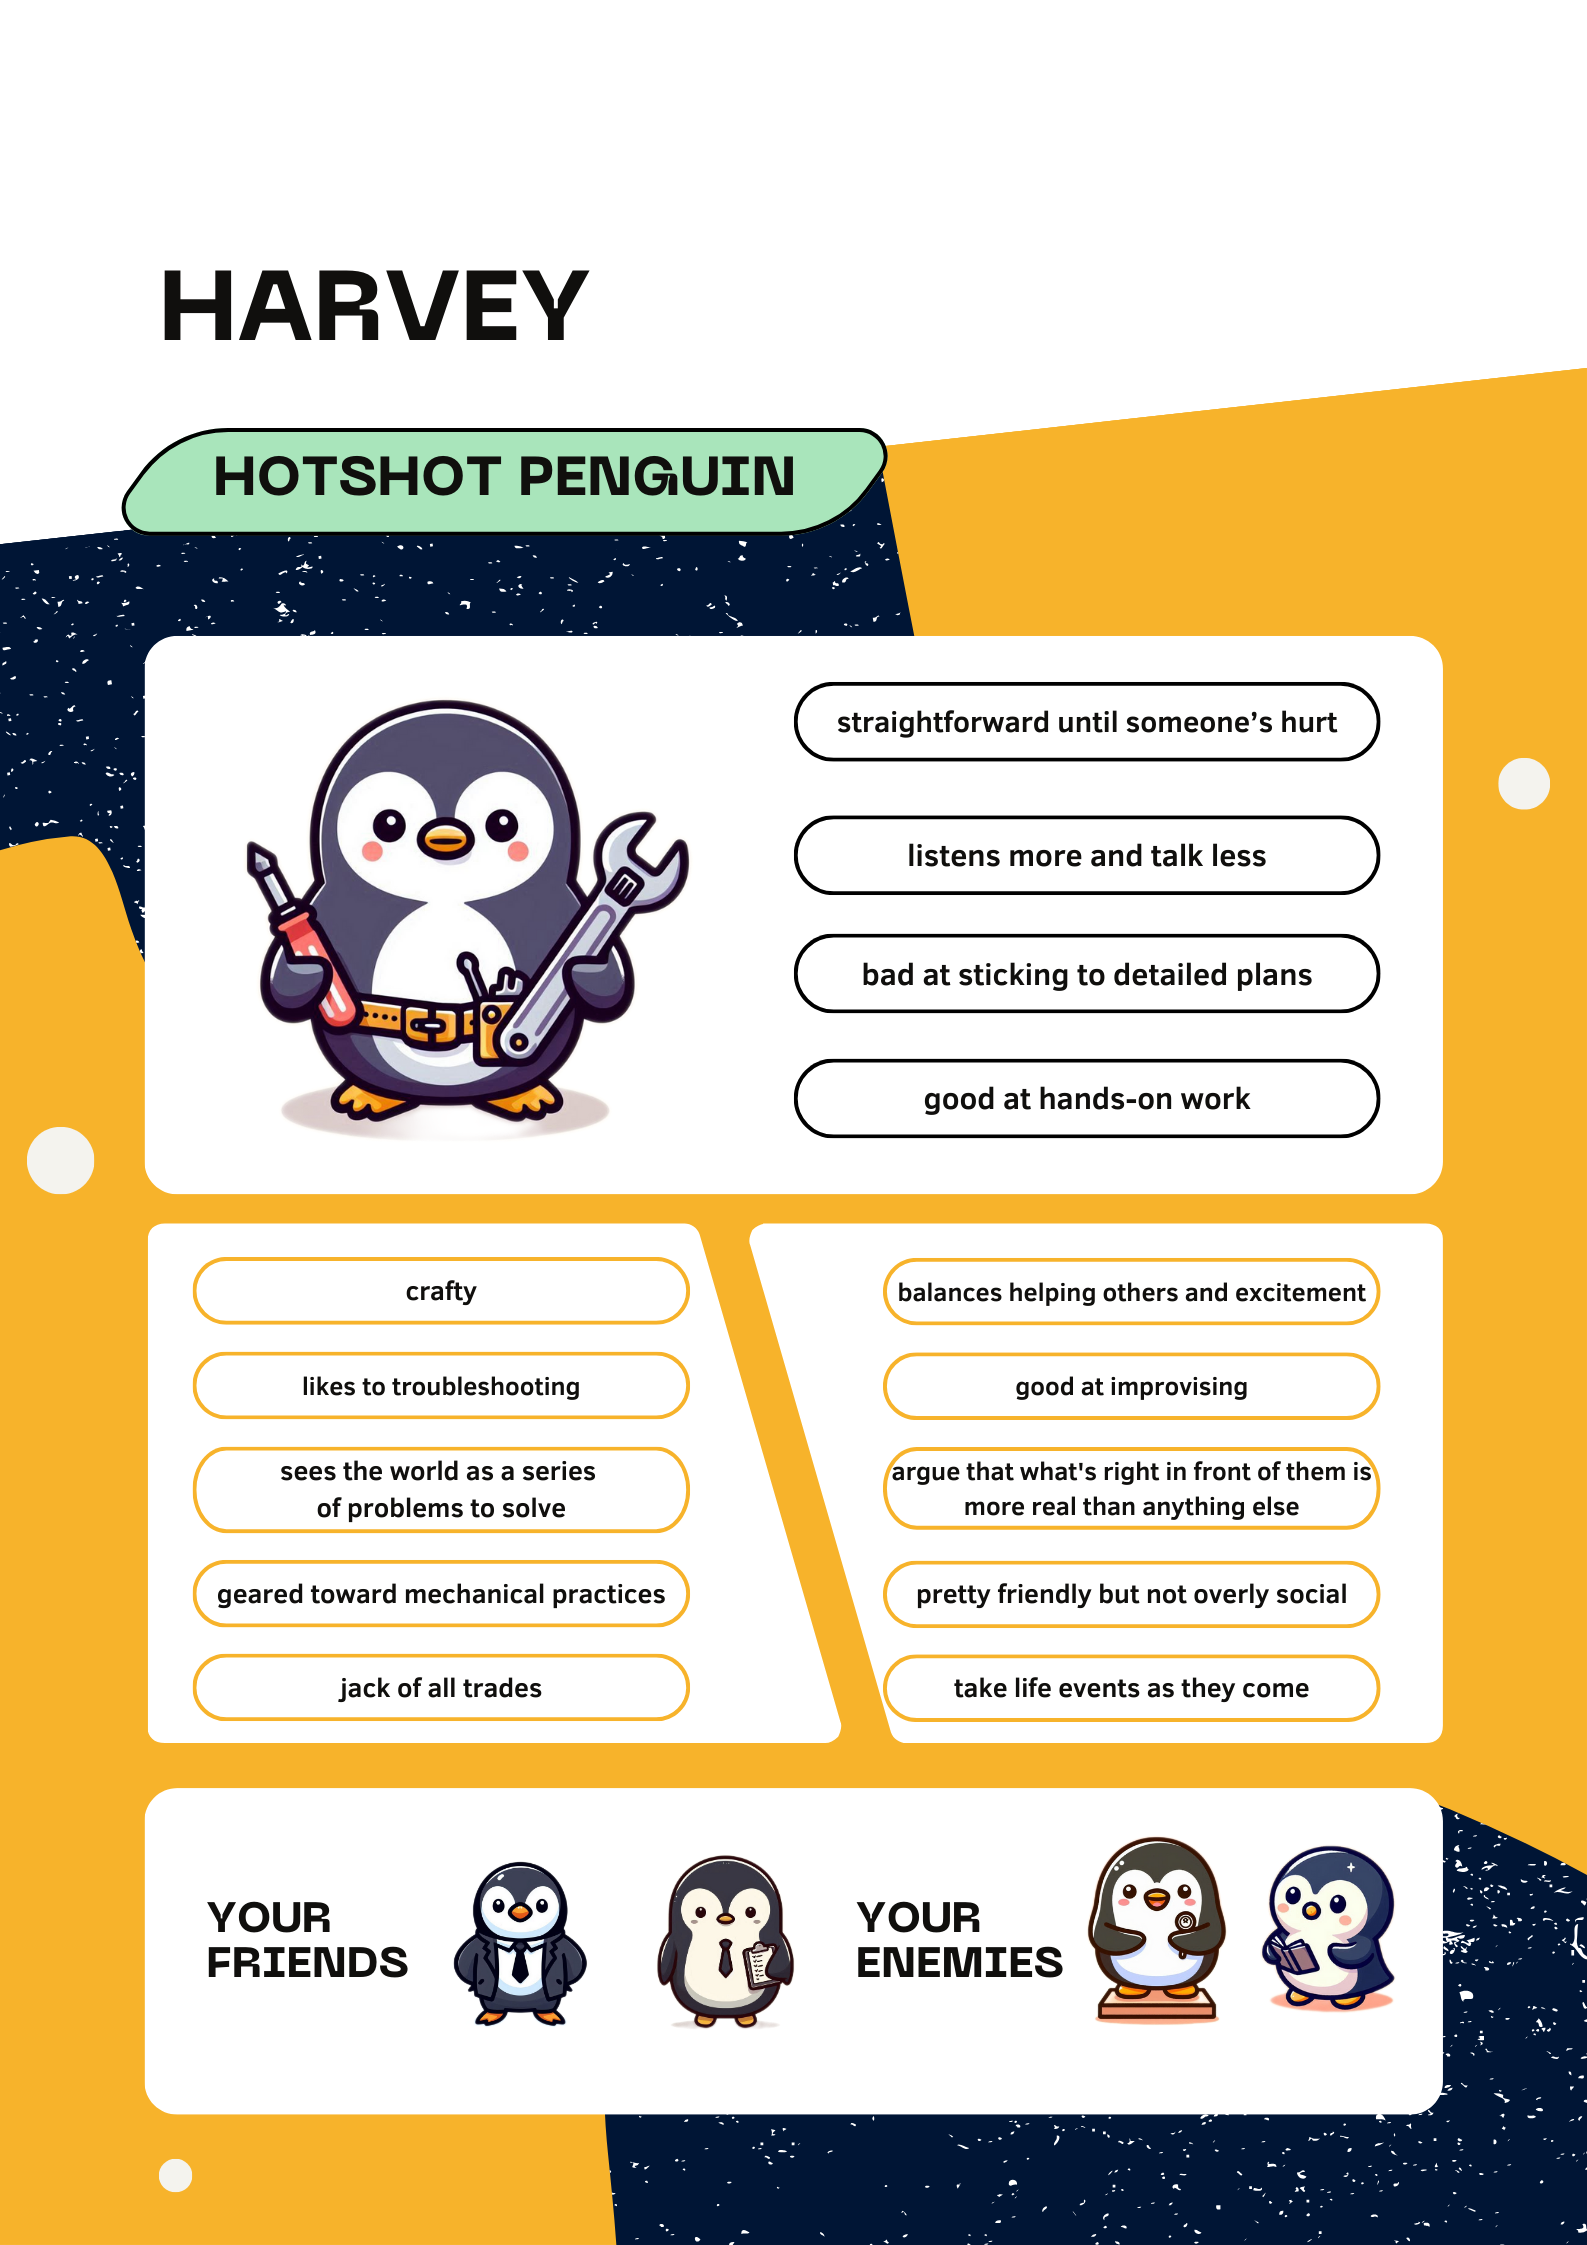 HARVEY
HOTSHOT PENGUIN
straightforward until someone’s hurt
listens more and talk less
bad at sticking to detailed plans
good at hands-on work
crafty
likes to troubleshooting
sees the world as a series
of problems to solve
geared toward mechanical practices
jack of all trades
balances helping others and excitement
good at improvising
argue that what's right in front of them is
more real than anything else
pretty friendly but not overly social
take life events as they come
YOUR
FRIENDS
YOUR
ENEMIES